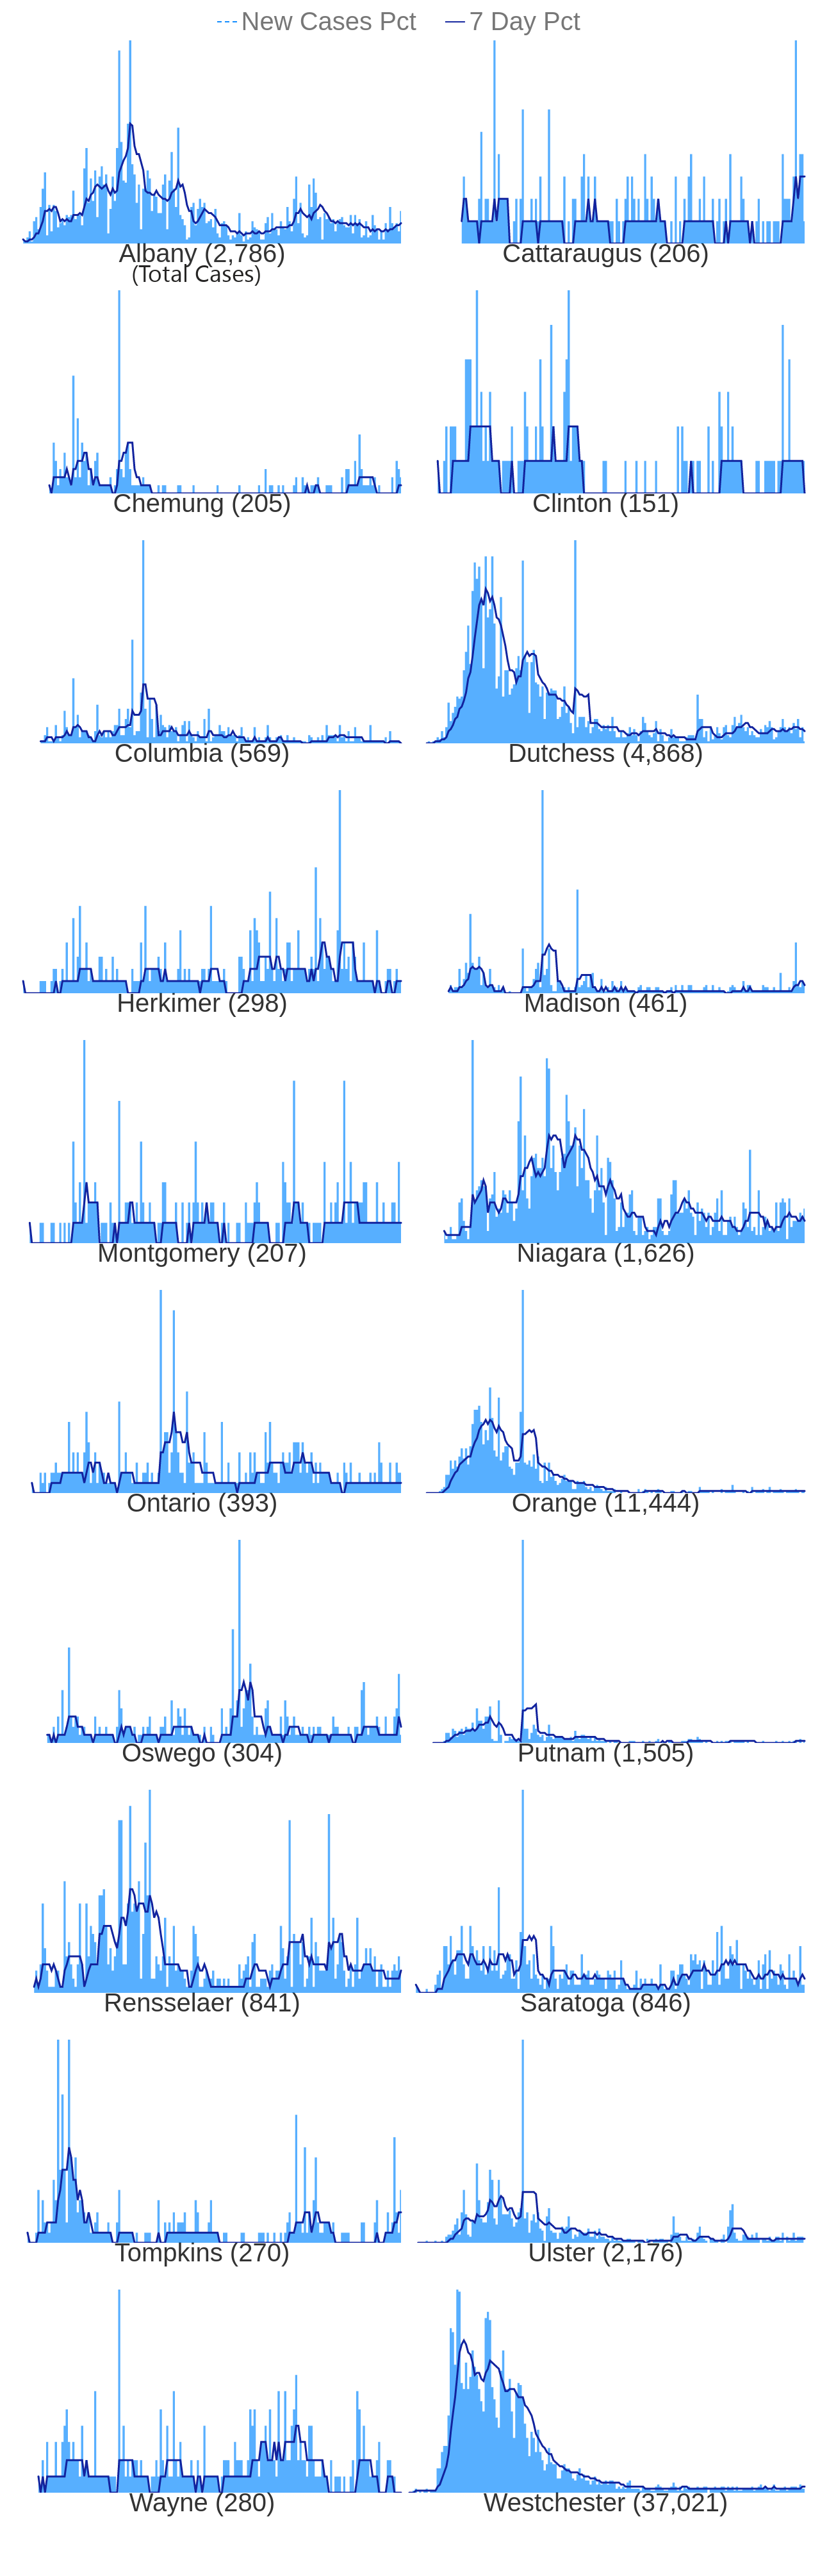 New Cases Pct 7 Day Pct
Albany (2,786) Cattaraugus (206)
(Total Cases)
Chemung (205) Clinton (151)
Columbia (569) Dutchess (4,868)
Herkimer (298) Madison (461)
Montgomery (207) Niagara (1,626)
Ontario (393) Orange (11,444)
Oswego (304) Putnam (1,505)
Rensselaer (841) Saratoga (846)
Tompkins (270) Ulster (2,176)
Wayne (280) Westchester (37,021)